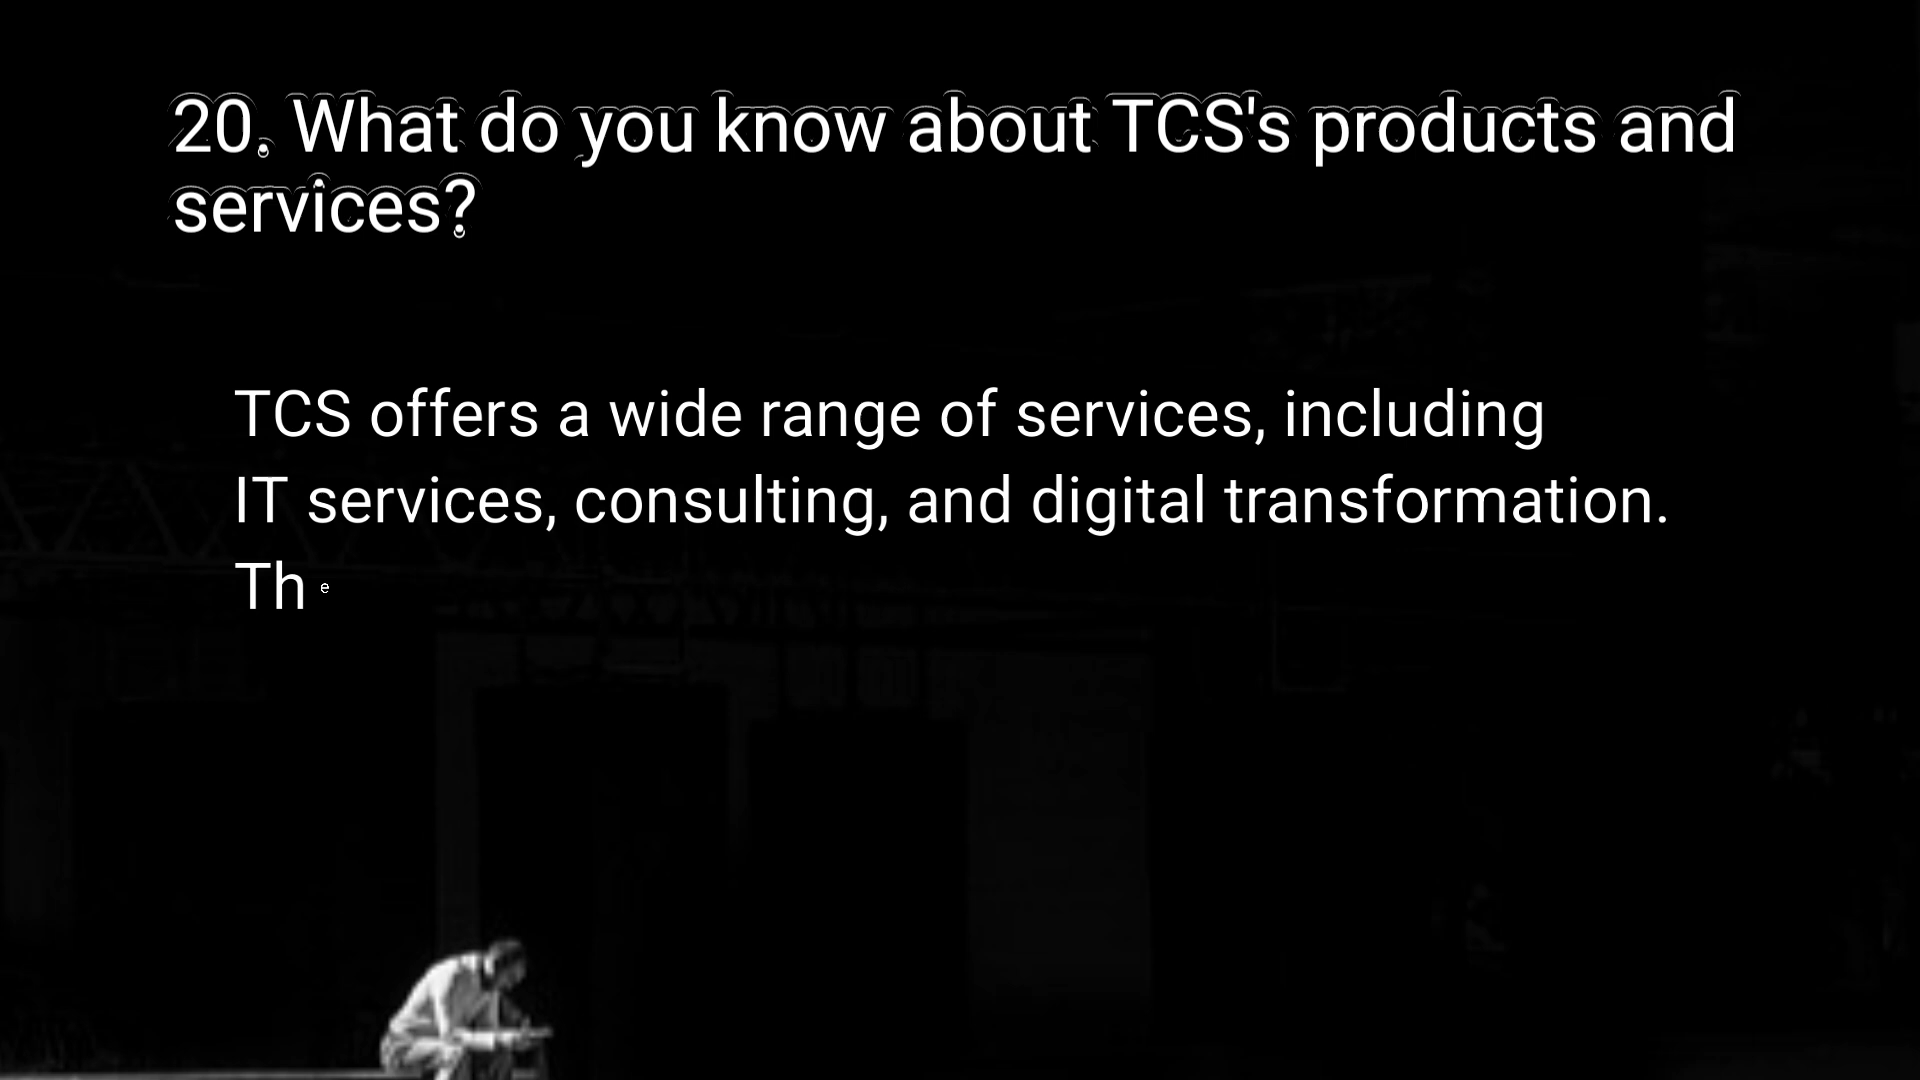 20. What do you know about TCS's products and
services?
TCS offers a wide range of services, including
IT services, consulting, and digital transformation.
The